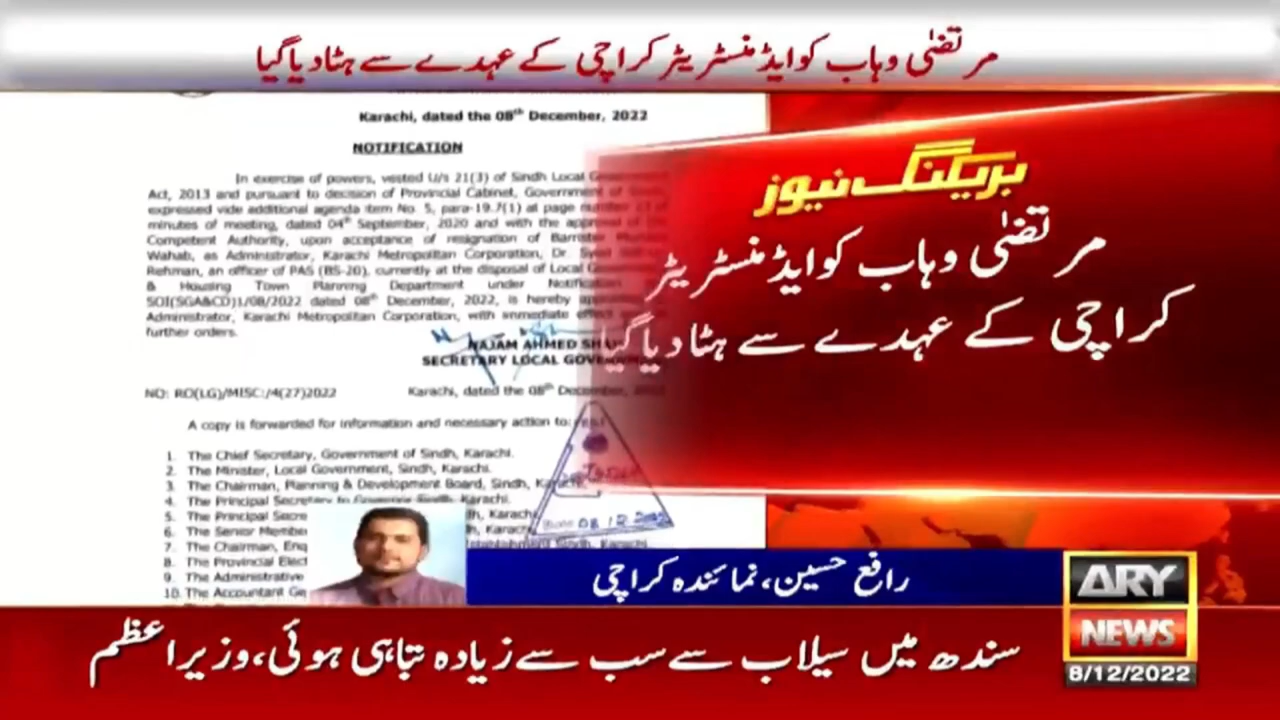 مرتضیٰ وہاب کو ایڈمنسٹریٹر کراچی کے عہدے سے ہٹا دیا گیا
Karachi, dated the 08th December, 2022
NOTIFICATION
In exercise of powers, vested U/s 21(3) of Sindh Local
Act, 2013 and pursuant to decision of Provincial Cabinet, Government of
expressed vide additional agenda item No. 5, para-19.7(1) at page
minutes of meeting, dated 04th September, 2020 and with the approval of
Competent Authority, upon acceptance of resignation of Barrister
Wahab, as Administrator, Karachi Metropolitan Corporation, Dr. Syed
Rehman, an officer of PAS (BS-20), currently at the disposal of Local
& Housing Town Planning Department under Notification
SOI(SGA&CD)1/08/2022 dated 08th December, 2022, is hereby
Administrator, Karachi Metropolitan Corporation, with immediate
further orders.
NAJAM AHMED
SECRETARY LOCAL
NO: RO(LG)/MISC:/4(27)2022 Karachi, dated the 08th
A copy is forwarded for information and necessary action to:
1. The Chief Secretary, Government of Sindh, Karachi.
2. The Minister, Local Government, Sindh, Karachi.
3. The Chairman, Planning & Development Board, Sindh,
4. The Principal Secretary to Governor Sindh, Karachi.
5. The Principal
6. The Senior
7. The Chairman,
8. The Provincial
9. The Administrative
10. The Accountant
بریکنگ نیوز
مرتضیٰ وہاب کو ایڈمنسٹریٹر
کراچی کے عہدے سے ہٹا دیا گیا
رافع حسین، نمائندہ کراچی
ARY
NEWS
8/12/2022
سندھ میں سیلاب سے سب سے زیادہ تباہی ہوئی، وزیراعظم